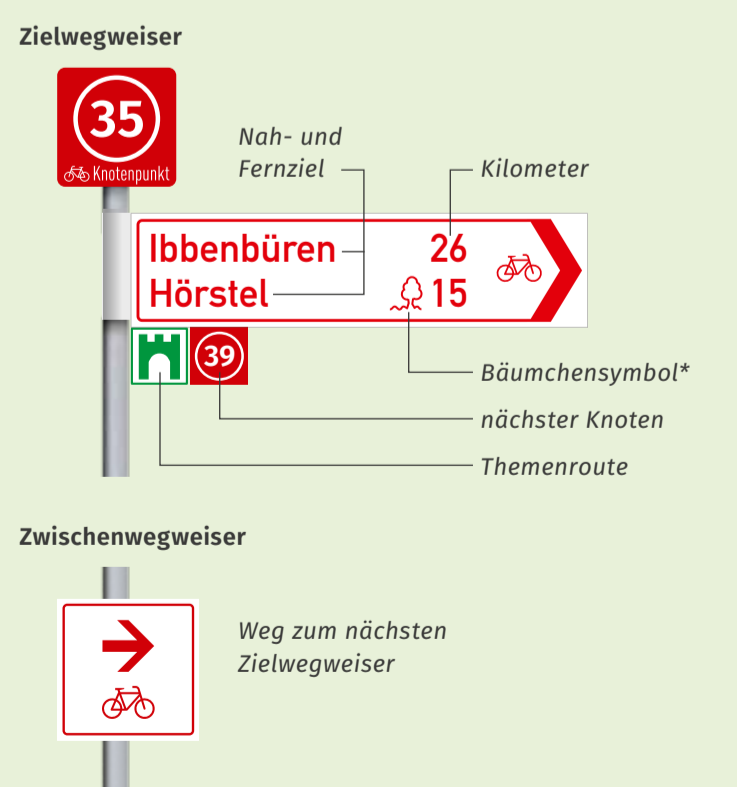 Zielwegweiser
35
Knotenpunkt
Nah- und
Fernziel
Kilometer
Ibbenbüren 26
Hörstel 15
39
Bäumchensymbol*
nächster Knoten
Themenroute
Zwischenwegweiser
Weg zum nächsten
Zielwegweiser